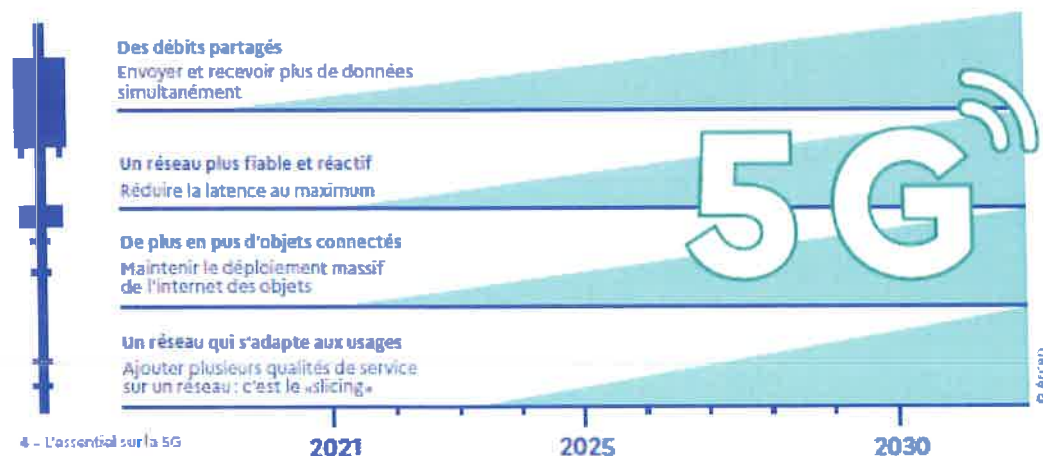 Des débits partagés
Envoyer et recevoir plus de données
simultanément
Un réseau plus fiable et réactif
Réduire la latence au maximum
De plus en pus d'objets connectés
Maintenir le déploiement massif
de l'internet des objets
Un réseau qui s'adapte aux usages
Ajouter plusieurs qualités de service
sur un réseau : c'est le «slicing»
5G
© Arcep
4 - L'essentiel sur la 5G
2021 2025 2030